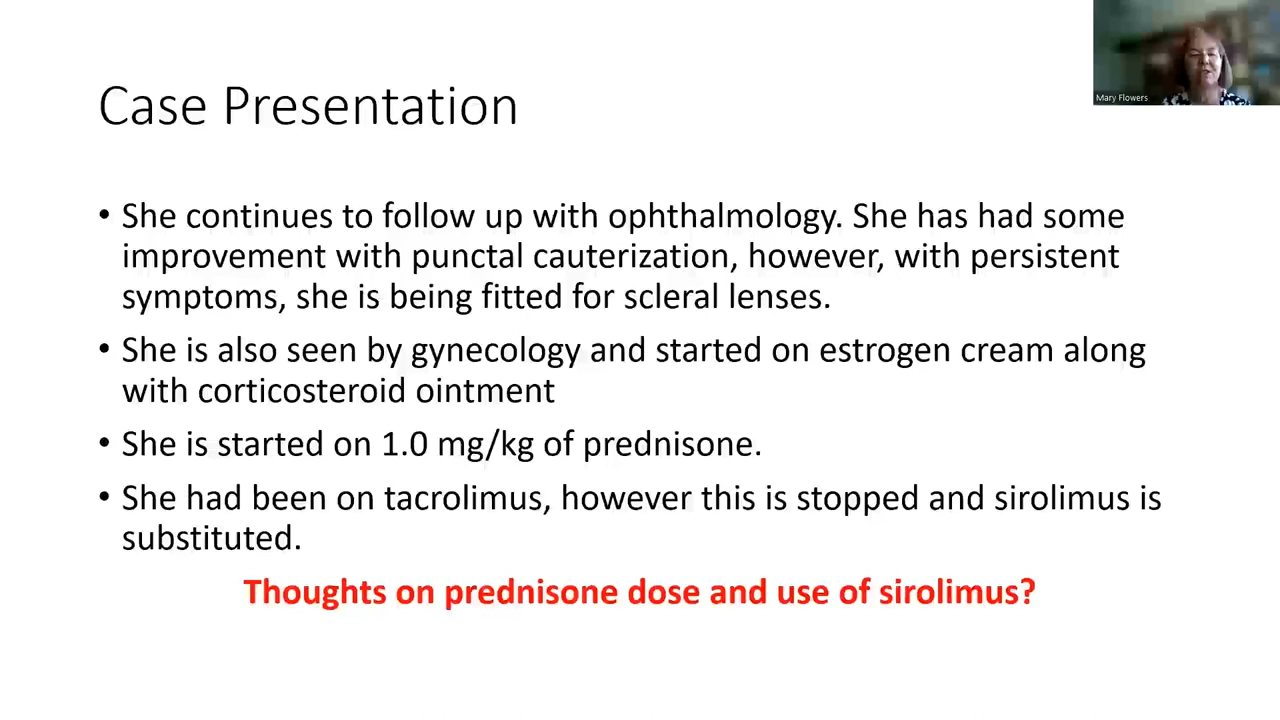 Mary Flowers
Case Presentation
• She continues to follow up with ophthalmology. She has had some
improvement with punctal cauterization, however, with persistent
symptoms, she is being fitted for scleral lenses.
• She is also seen by gynecology and started on estrogen cream along
with corticosteroid ointment
• She is started on 1.0 mg/kg of prednisone.
• She had been on tacrolimus, however this is stopped and sirolimus is
substituted.
Thoughts on prednisone dose and use of sirolimus?